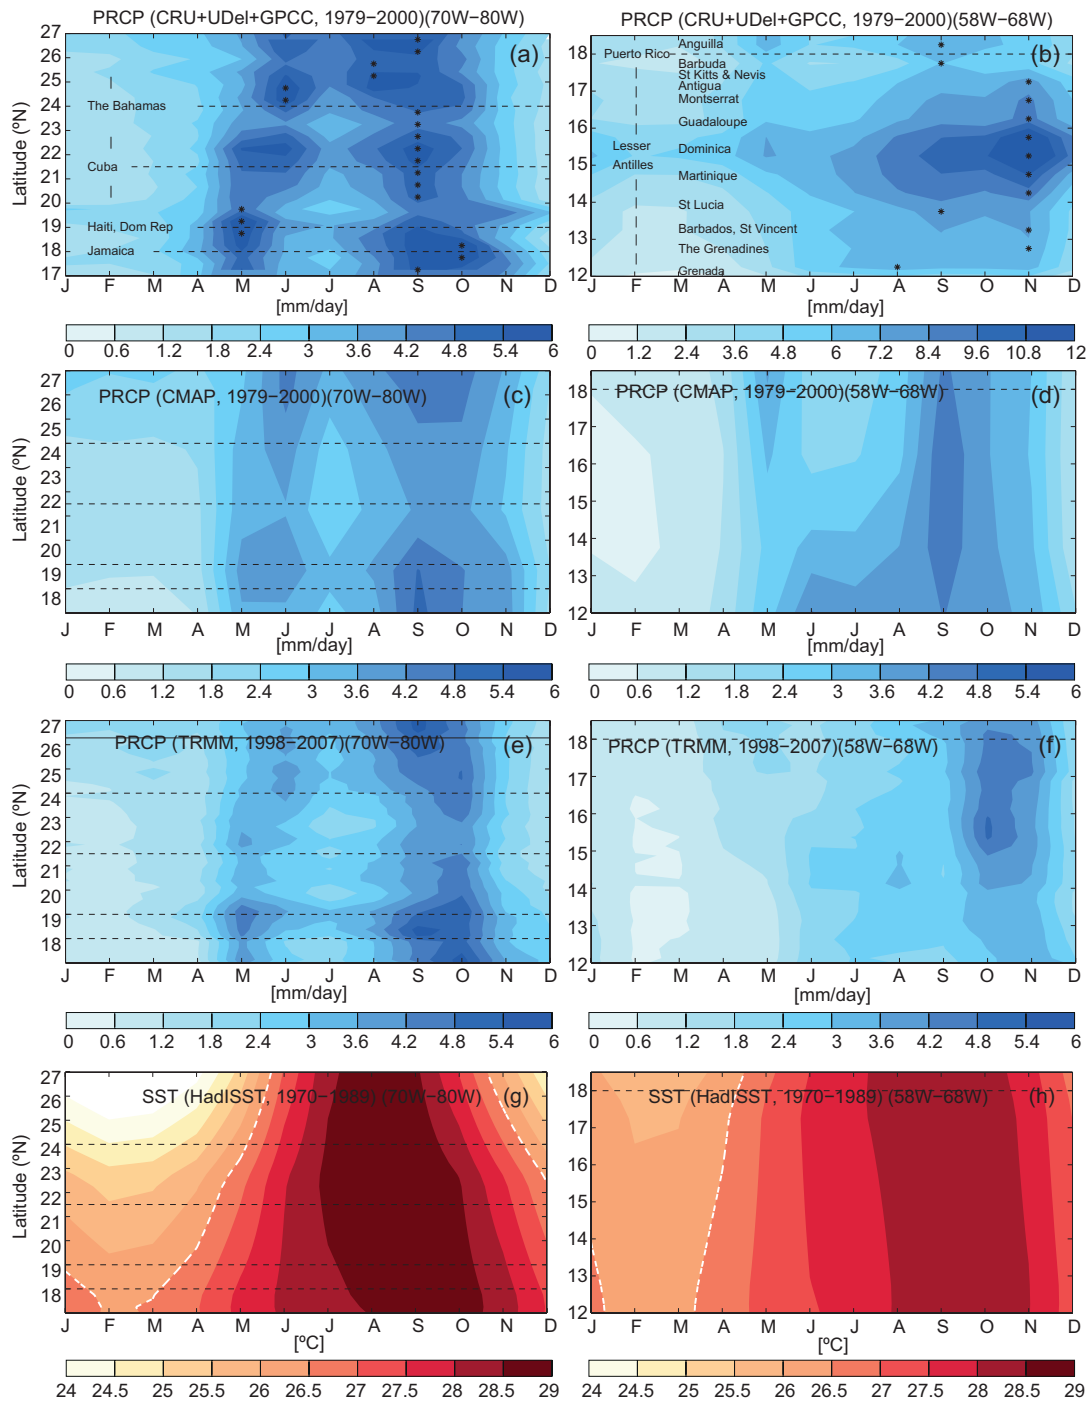 PRCP (CRU+UDel+GPCC, 1979−2000)(70W−80W)
(a)
Latitude (ºN)
27
26
25
24
23
22
21
20
19
18
17
The Bahamas
Cuba
Haiti, Dom Rep
Jamaica
J F M A M J J A S O N D
[mm/day]
0 0.6 1.2 2.4 3 3.6 4.2 4.8 5.4 6
PRCP (CRU+UDel+GPCC, 1979−2000)(58W−68W)
(b)
18
17
16
15
14
13
12
Anguilla
Puerto Rico
Barbuda
St Kitts & Nevis
Antigua
Montserrat
Guadaloupe
Lesser
Dominica
Antilles
Martinique
St Lucia
Barbados, St Vincent
The Grenadines
Grenada
J F M A M J J A S O N D
[mm/day]
0 1.2 2.4 3.6 4.8 6 7.2 8.4 9.6 10.8 12
PRCP (CMAP, 1979−2000)(70W−80W)
(c)
Latitude (ºN)
27
26
25
24
23
22
21
20
19
18
J F M A M J J A S O N D
[mm/day]
0 0.6 1.2 1.8 2.4 3 3.6 4.2 4.8 5.4 6
PRCP (CMAP, 1979−2000)(58W−68W)
(d)
18
17
16
15
14
13
12
J F M A M J J A S O N D
[mm/day]
0 0.6 1.2 1.8 2.4 3 3.6 4.2 4.8 5.4 6
PRCP (TRMM, 1998−2007)(70W−80W)
(e)
Latitude (ºN)
27
26
25
24
23
22
21
20
19
18
J F M A M J J A S O N D
[mm/day]
0 0.6 1.2 1.8 2.4 3 3.6 4.2 4.8 5.4 6
PRCP (TRMM, 1998−2007)(58W−68W)
(f)
18
17
16
15
14
13
12
J F M A M J J A S O N D
[mm/day]
0 0.6 1.2 1.8 2.4 3 3.6 4.2 4.8 5.4 6
SST (HadISST, 1970−1989) (70W−80W)
(g)
Latitude (ºN)
27
26
25
24
23
22
21
20
19
18
J F M A M J J A S O N D
[ºC]
24 24.5 25 25.5 26 26.5 27 27.5 28 28.5 29
SST (HadISST, 1970−1989) (58W−68W)
(h)
18
17
16
15
14
13
12
J F M A M J J A S O N D
[ºC]
24 24.5 25 25.5 26 26.5 27 27.5 28 28.5 29